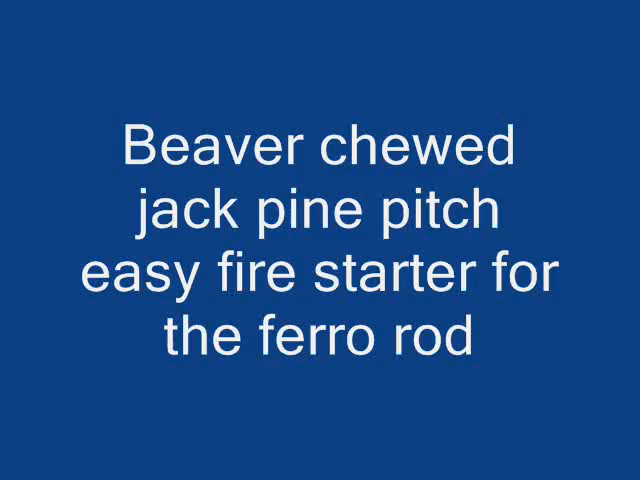 Beaver chewed
jack pine pitch
easy fire starter for
the ferro rod